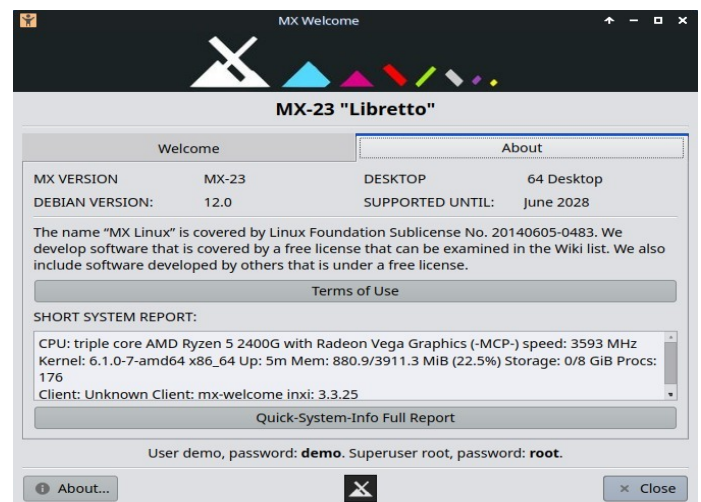 MX Welcome
MX-23 "Libretto"
Welcome
About
MX VERSION MX-23 DESKTOP 64 Desktop
DEBIAN VERSION: 12.0 SUPPORTED UNTIL: June 2028
The name “MX Linux” is covered by Linux Foundation Sublicense No. 20140605-0483. We
develop software that is covered by a free license that can be examined in the Wiki list. We also
include software developed by others that is under a free license.
Terms of Use
SHORT SYSTEM REPORT:
CPU: triple core AMD Ryzen 5 2400G with Radeon Vega Graphics (-MCP-) speed: 3593 MHz
Kernel: 6.1.0-7-amd64 x86_64 Up: 5m Mem: 880.9/3911.3 MiB (22.5%) Storage: 0/8 GiB Procs:
176
Client: Unknown Client: mx-welcome inxi: 3.3.25
Quick-System-Info Full Report
User demo, password: demo. Superuser root, password: root.
About...
Close